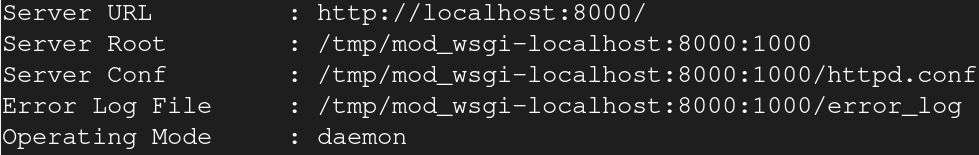 Server URL         : http://localhost:8000/
Server Root        : /tmp/mod_wsgi-localhost:8000:1000
Server Conf        : /tmp/mod_wsgi-localhost:8000:1000/httpd.conf
Error Log File     : /tmp/mod_wsgi-localhost:8000:1000/error_log
Operating Mode     : daemon